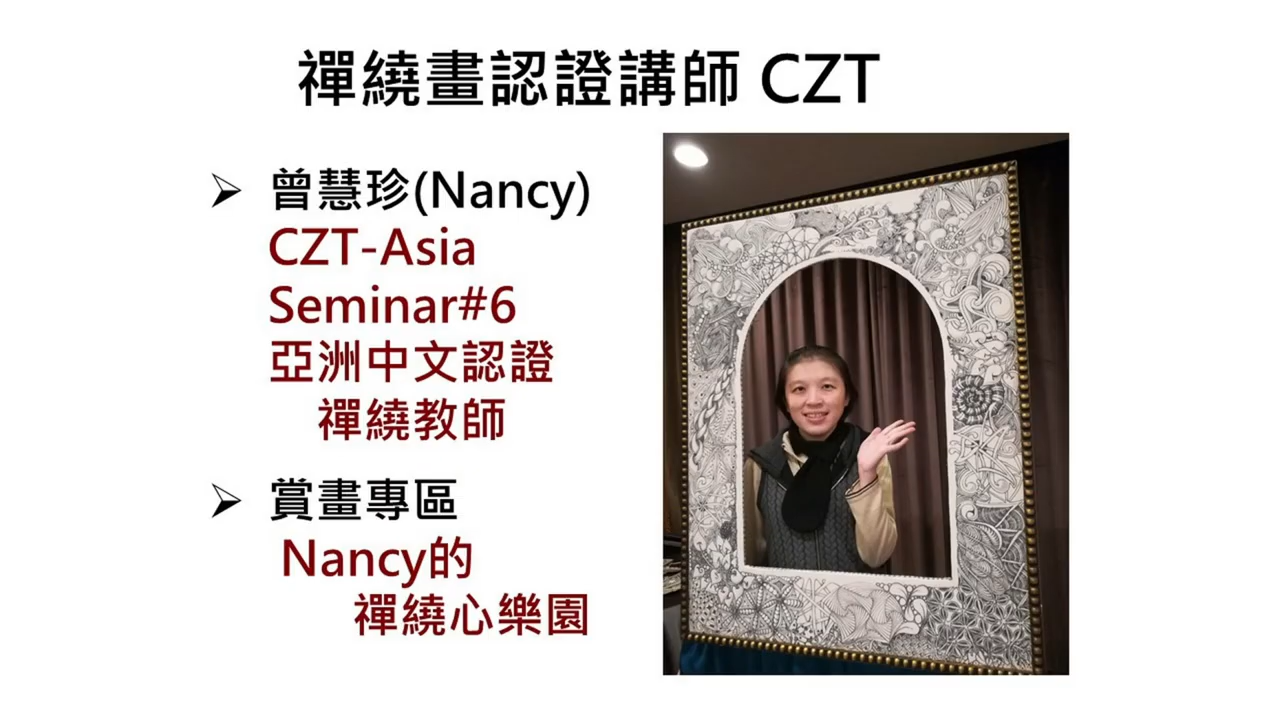 禪繞畫認證講師 CZT
➢ 曾慧珍(Nancy)
CZT-Asia
Seminar#6
亞洲中文認證
禪繞教師
➢ 賞畫專區
Nancy的
禪繞心樂園